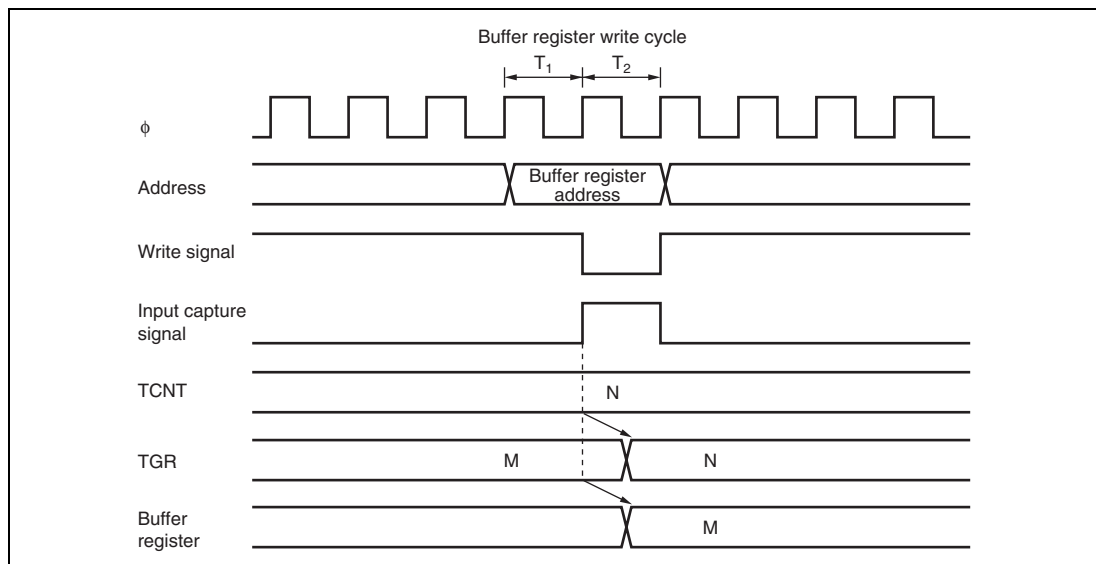 Buffer register write cycle
T1 T2
ϕ
Address
Buffer register
address
Write signal
Input capture
signal
TCNT
N
TGR
M N
Buffer
register
M